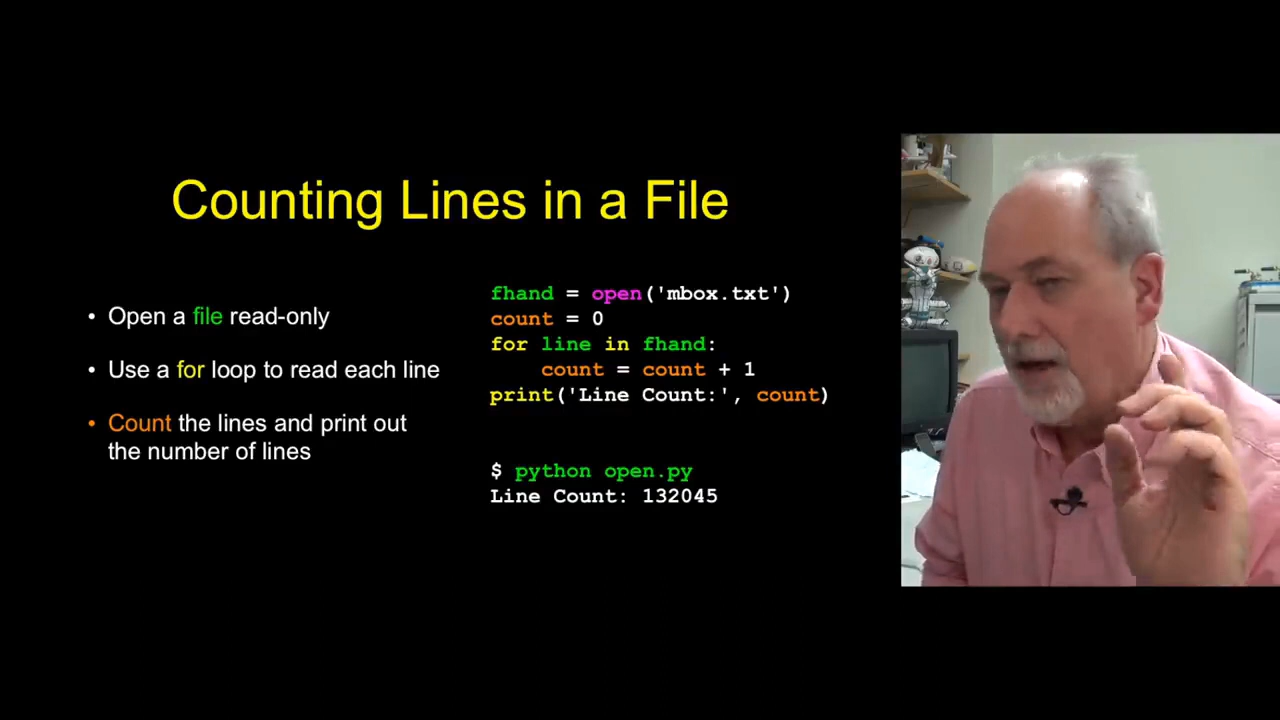 Counting Lines in a File
• Open a file read-only
• Use a for loop to read each line
• Count the lines and print out
the number of lines
fhand = open('mbox.txt')
count = 0
for line in fhand:
    count = count + 1
print('Line Count:', count)
$ python open.py
Line Count: 132045